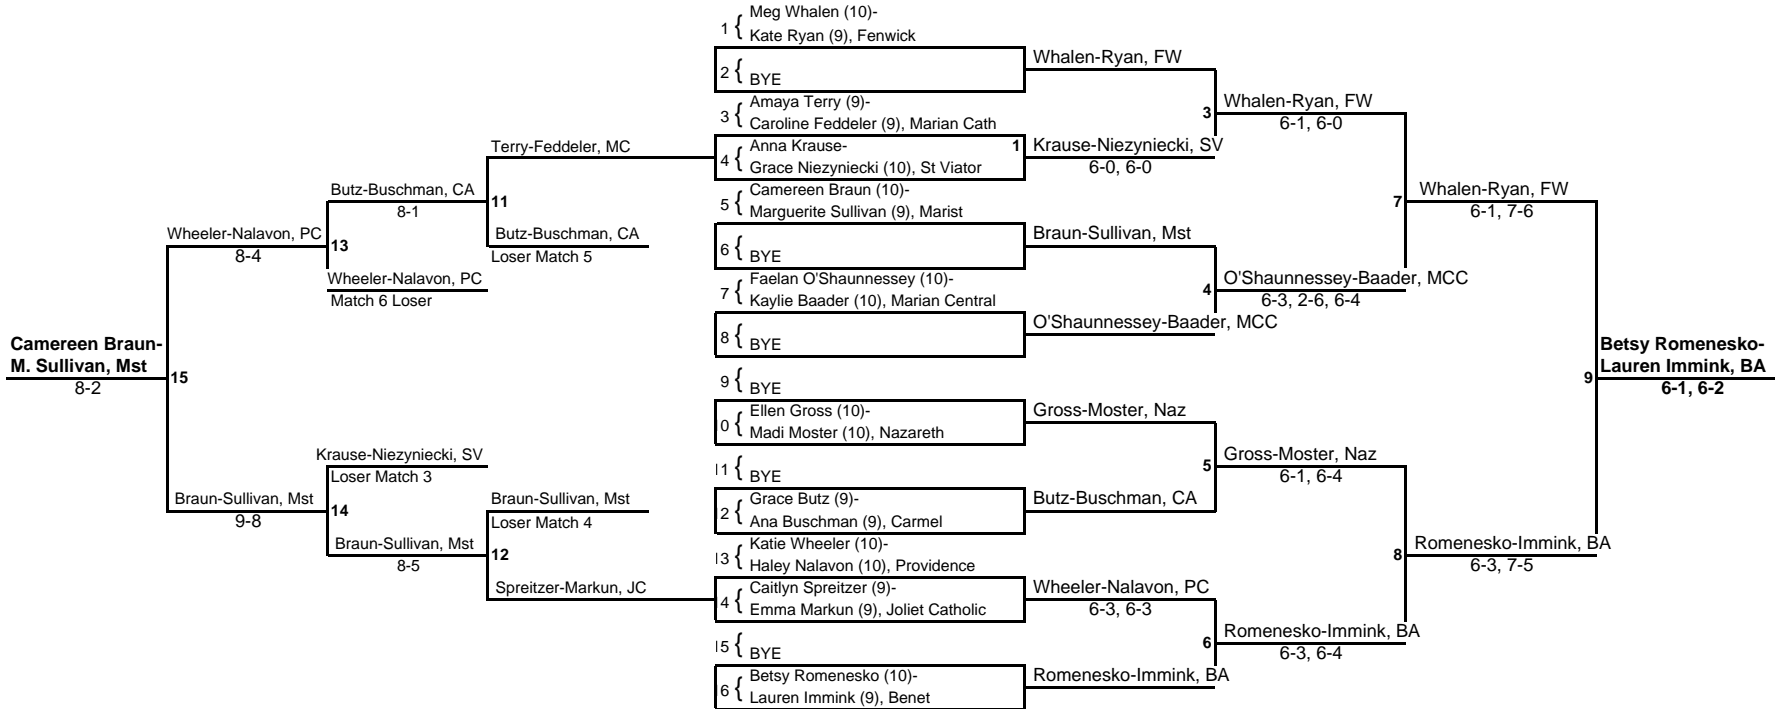 Meg Whalen (10)-
1 {
Kate Ryan (9), Fenwick
Whalen-Ryan, FW
2 { BYE
Amaya Terry (9)-
3 {
Caroline Feddeler (9), Marian Cath
3
Whalen-Ryan, FW
6-1, 6-0
Terry-Feddeler, MC
Anna Krause-
1
4 {
Grace Niezyniecki (10), St Viator
Krause-Niezyniecki, SV
6-0, 6-0
Butz-Buschman, CA
8-1
11
Camereen Braun (10)-
5 {
Marguerite Sullivan (9), Marist
7
Whalen-Ryan, FW
6-1, 7-6
Wheeler-Nalavon, PC
8-4
13
Butz-Buschman, CA
Loser Match 5
6 { BYE
Braun-Sullivan, Mst
Wheeler-Nalavon, PC
Match 6 Loser
Faelan O'Shaunnessey (10)-
7 {
Kaylie Baader (10), Marian Central
4
O'Shaunnessey-Baader, MCC
6-3, 2-6, 6-4
8 { BYE
O'Shaunnessey-Baader, MCC
Camereen Braun-
M. Sullivan, Mst
8-2
15
9 { BYE
9
Betsy Romenesko-
Lauren Immink, BA
6-1, 6-2
Ellen Gross (10)-
0 {
Madi Moster (10), Nazareth
Gross-Moster, Naz
Krause-Niezyniecki, SV
Loser Match 3
11 { BYE
5
Gross-Moster, Naz
6-1, 6-4
Braun-Sullivan, Mst
9-8
14
Braun-Sullivan, Mst
Loser Match 4
Grace Butz (9)-
2 {
Ana Buschman (9), Carmel
Butz-Buschman, CA
Braun-Sullivan, Mst
8-5
12
Katie Wheeler (10)-
13 {
Haley Nalavon (10), Providence
8
Romenesko-Immink, BA
6-3, 7-5
Spreitzer-Markun, JC
Caitlyn Spreitzer (9)-
4 {
Emma Markun (9), Joliet Catholic
Wheeler-Nalavon, PC
6-3, 6-3
15 { BYE
6
Romenesko-Immink, BA
6-3, 6-4
Betsy Romenesko (10)-
6 {
Lauren Immink (9), Benet
Romenesko-Immink, BA